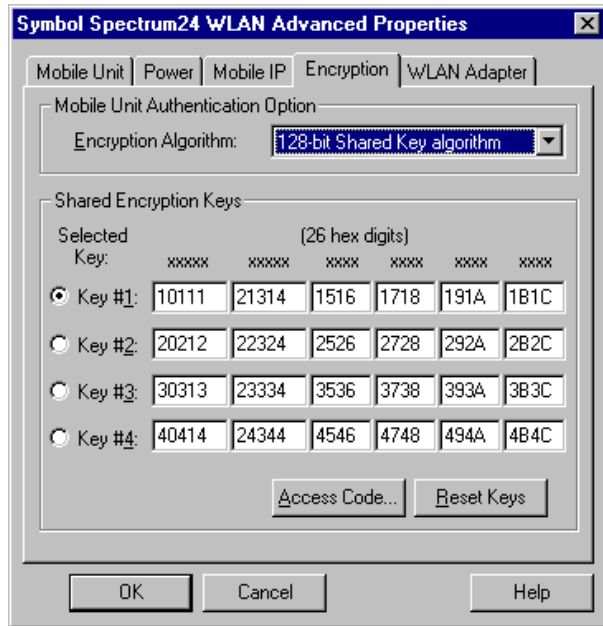 Symbol Spectrum24 WLAN Advanced Properties
Mobile Unit Power Mobile IP Encryption WLAN Adapter
Mobile Unit Authentication Option
Encryption Algorithm: 128-bit Shared Key algorithm
Shared Encryption Keys
Selected Key: (26 hex digits)
xxxxx xxxxx xxxx xxxx xxxx xxxx
Key #1: 10111 21314 1516 1718 191A 1B1C
Key #2: 20212 22324 2526 2728 292A 2B2C
Key #3: 30313 23334 3536 3738 393A 3B3C
Key #4: 40414 24344 4546 4748 494A 4B4C
Access Code... Reset Keys
OK Cancel Help